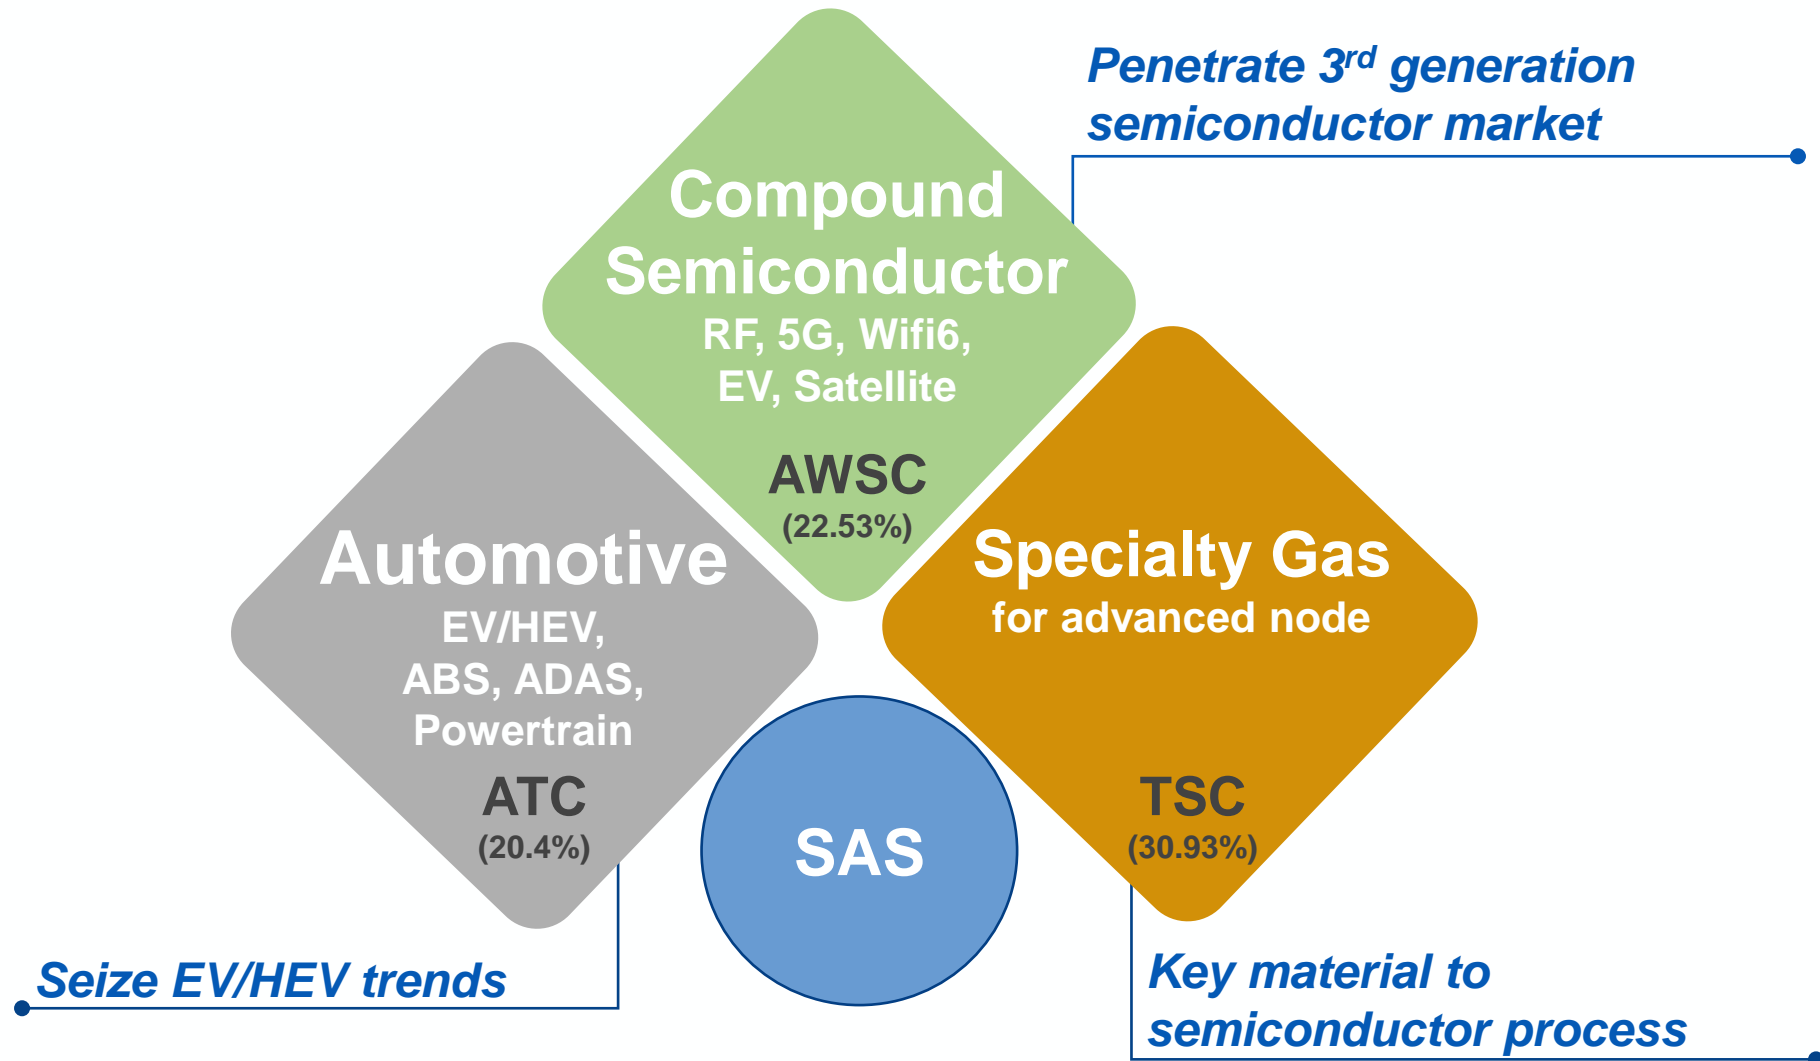 Penetrate 3rd generation
semiconductor market
Compound
Semiconductor
RF, 5G, Wifi6,
EV, Satellite
AWSC
(22.53%)
Automotive
EV/HEV,
ABS, ADAS,
Powertrain
ATC
(20.4%)
Specialty Gas
for advanced node
TSC
(30.93%)
SAS
Seize EV/HEV trends
Key material to
semiconductor process